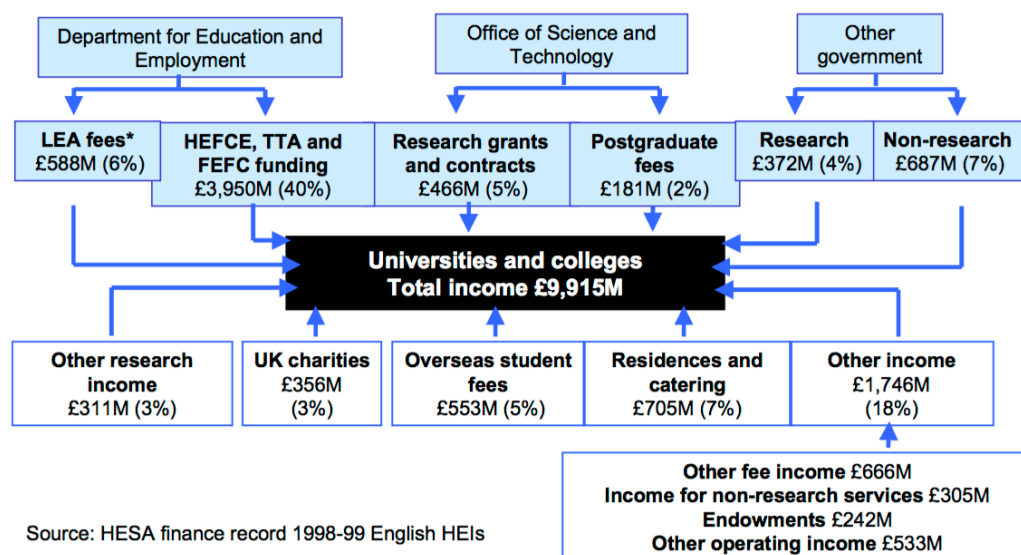 Department for Education and
Employment
Office of Science and
Technology
Other
government
LEA fees*
£588M (6%)
HEFCE, TTA and
FEFC funding
£3,950M (40%)
Research grants
and contracts
£466M (5%)
Postgraduate
fees
£181M (2%)
Research
£372M (4%)
Non-research
£687M (7%)
Universities and colleges
Total income £9,915M
Other research
income
£311M (3%)
UK charities
£356M
(3%)
Overseas student
fees
£553M (5%)
Residences and
catering
£705M (7%)
Other income
£1,746M
(18%)
Other fee income £666M
Income for non-research services £305M
Endowments £242M
Other operating income £533M
Source: HESA finance record 1998-99 English HEIs